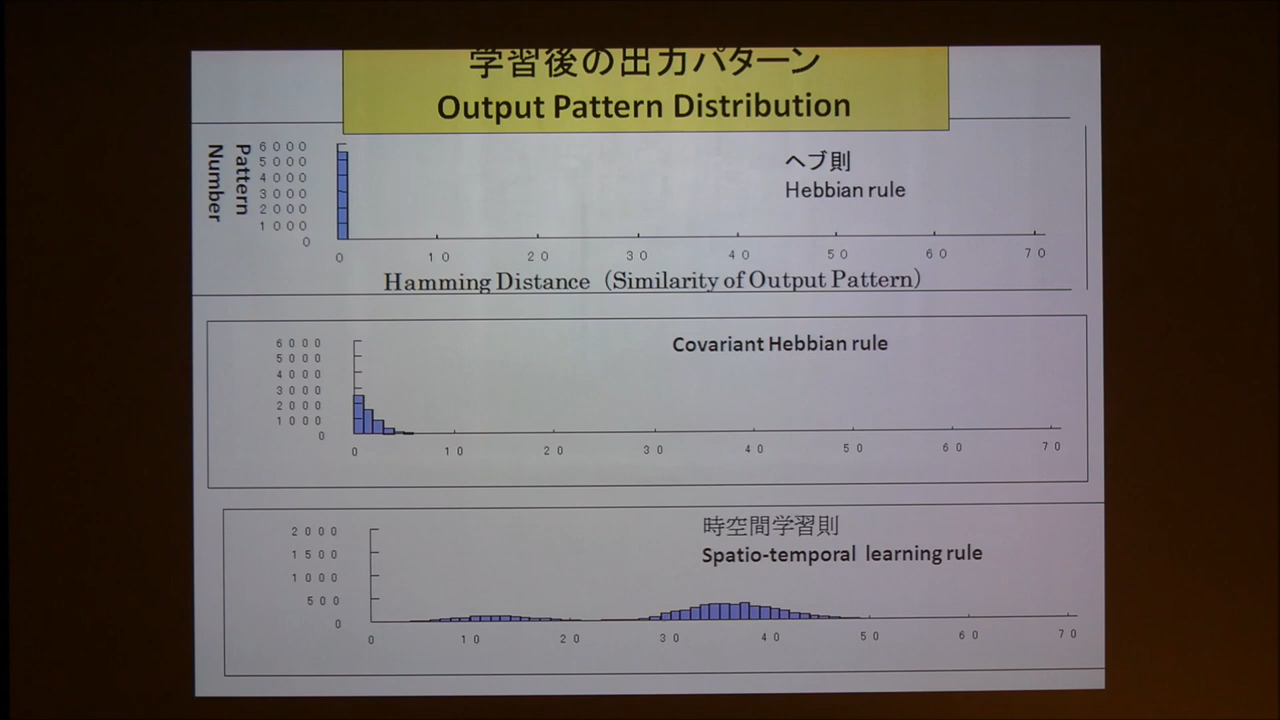 学習後の出力パターン
Output Pattern Distribution
Pattern
Number
6000
5000
4000
3000
2000
1000
0
ヘブ則
Hebbian rule
0 10 20 30 40 50 60 70
Hamming Distance（Similarity of Output Pattern）
6000
5000
4000
3000
2000
1000
0
Covariant Hebbian rule
0 10 20 30 40 50 60 70
2000
1500
1000
500
0
時空間学習則
Spatio-temporal learning rule
0 10 20 30 40 50 60 70